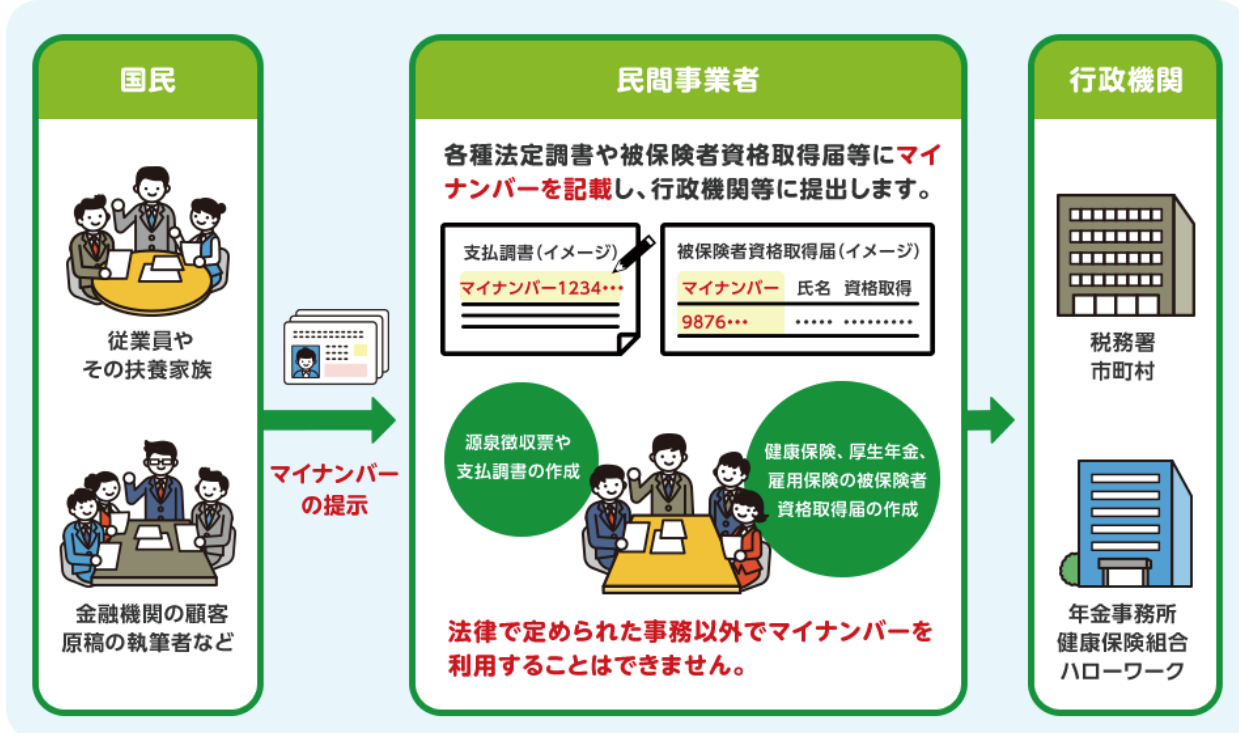 国民
従業員や
その扶養家族
金融機関の顧客
原稿の執筆者など
マイナンバー
の提示
民間事業者
各種法定調書や被保険者資格取得届等にマイ
ナンバーを記載し、行政機関等に提出します。
支払調書(イメージ)
マイナンバー1234…
被保険者資格取得届(イメージ)
マイナンバー 氏名 資格取得
9876… ‥‥‥ ‥‥‥‥‥
源泉徴収票や
支払調書の作成
健康保険、厚生年金、
雇用保険の被保険者
資格取得届の作成
法律で定められた事務以外でマイナンバーを
利用することはできません。
行政機関
税務署
市町村
年金事務所
健康保険組合
ハローワーク